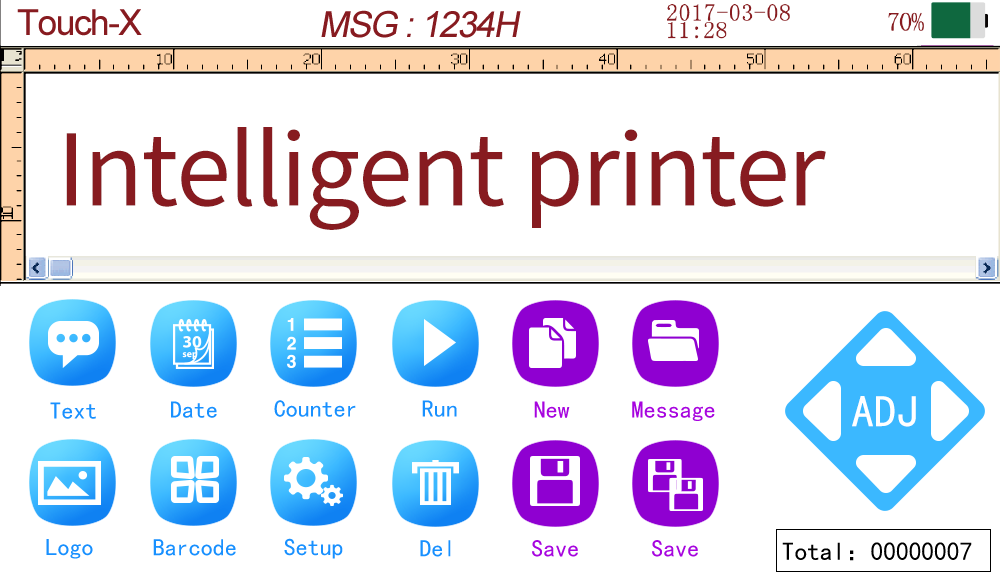 Touch-X
MSG : 1234H
2017-03-08
11:28
70%
10 20 30 40 50 60
Intelligent printer
10
1
2
3
30
sep
Text Date Counter Run New Message
ADJ
Logo Barcode Setup Del Save Save
Total: 00000007